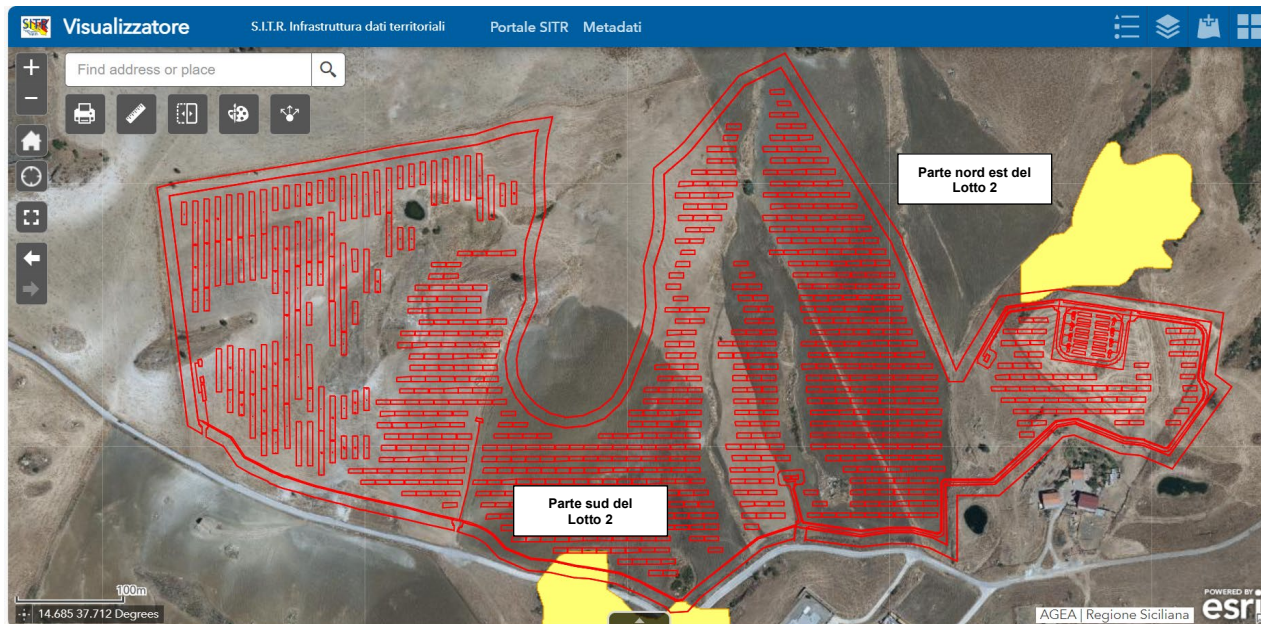 SITR
Visualizzatore
S.I.T.R. Infrastruttura dati territoriali
Portale SITR
Metadati
Find address or place
Parte nord est del
Lotto 2
Parte sud del
Lotto 2
100m
14.685 37.712 Degrees
AGEA | Regione Siciliana
POWERED BY
esri